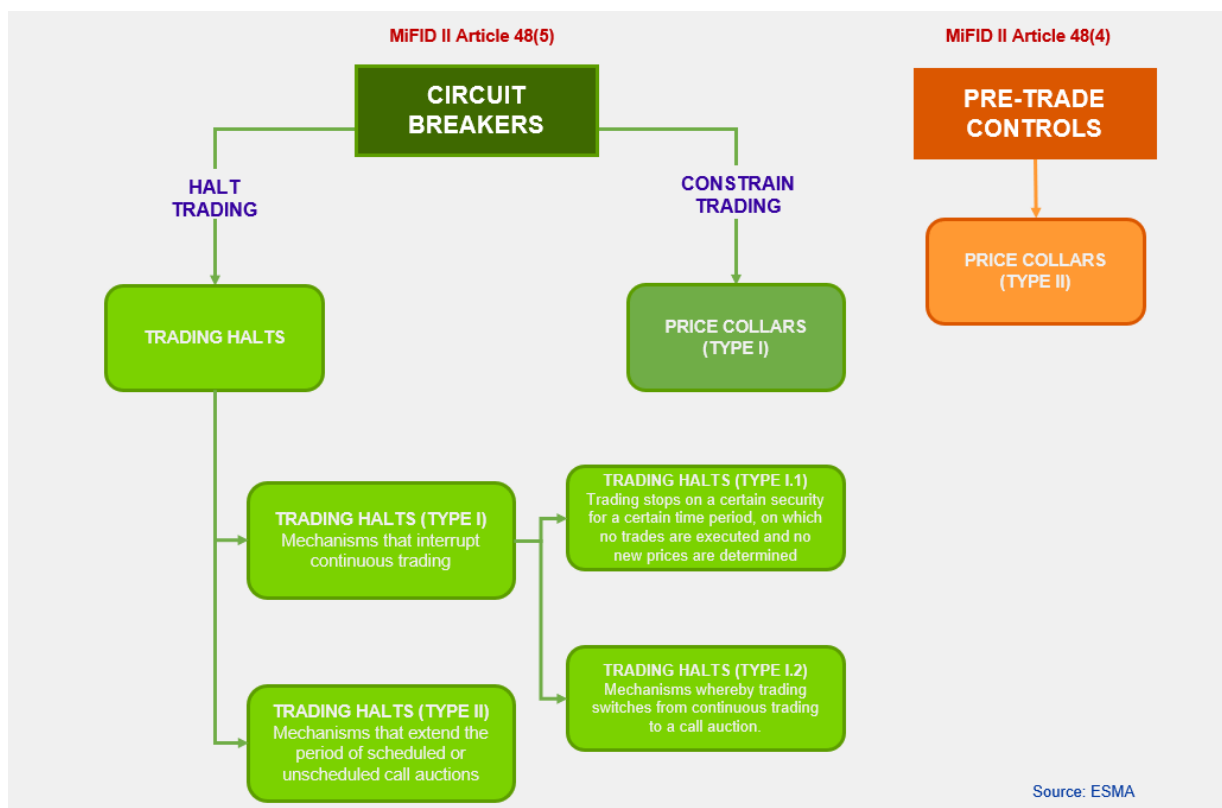 MiFID II Article 48(5)
MiFID II Article 48(4)
CIRCUIT
BREAKERS
PRE-TRADE
CONTROLS
HALT
TRADING
CONSTRAIN
TRADING
PRICE COLLARS
(TYPE II)
TRADING HALTS
PRICE COLLARS
(TYPE I)
TRADING HALTS (TYPE I)
Mechanisms that interrupt
continuous trading
TRADING HALTS (TYPE I.1)
Trading stops on a certain security
for a certain time period, on which
no trades are executed and no
new prices are determined
TRADING HALTS (TYPE I.2)
Mechanisms whereby trading
switches from continuous trading
to a call auction.
TRADING HALTS (TYPE II)
Mechanisms that extend the
period of scheduled or
unscheduled call auctions
Source: ESMA